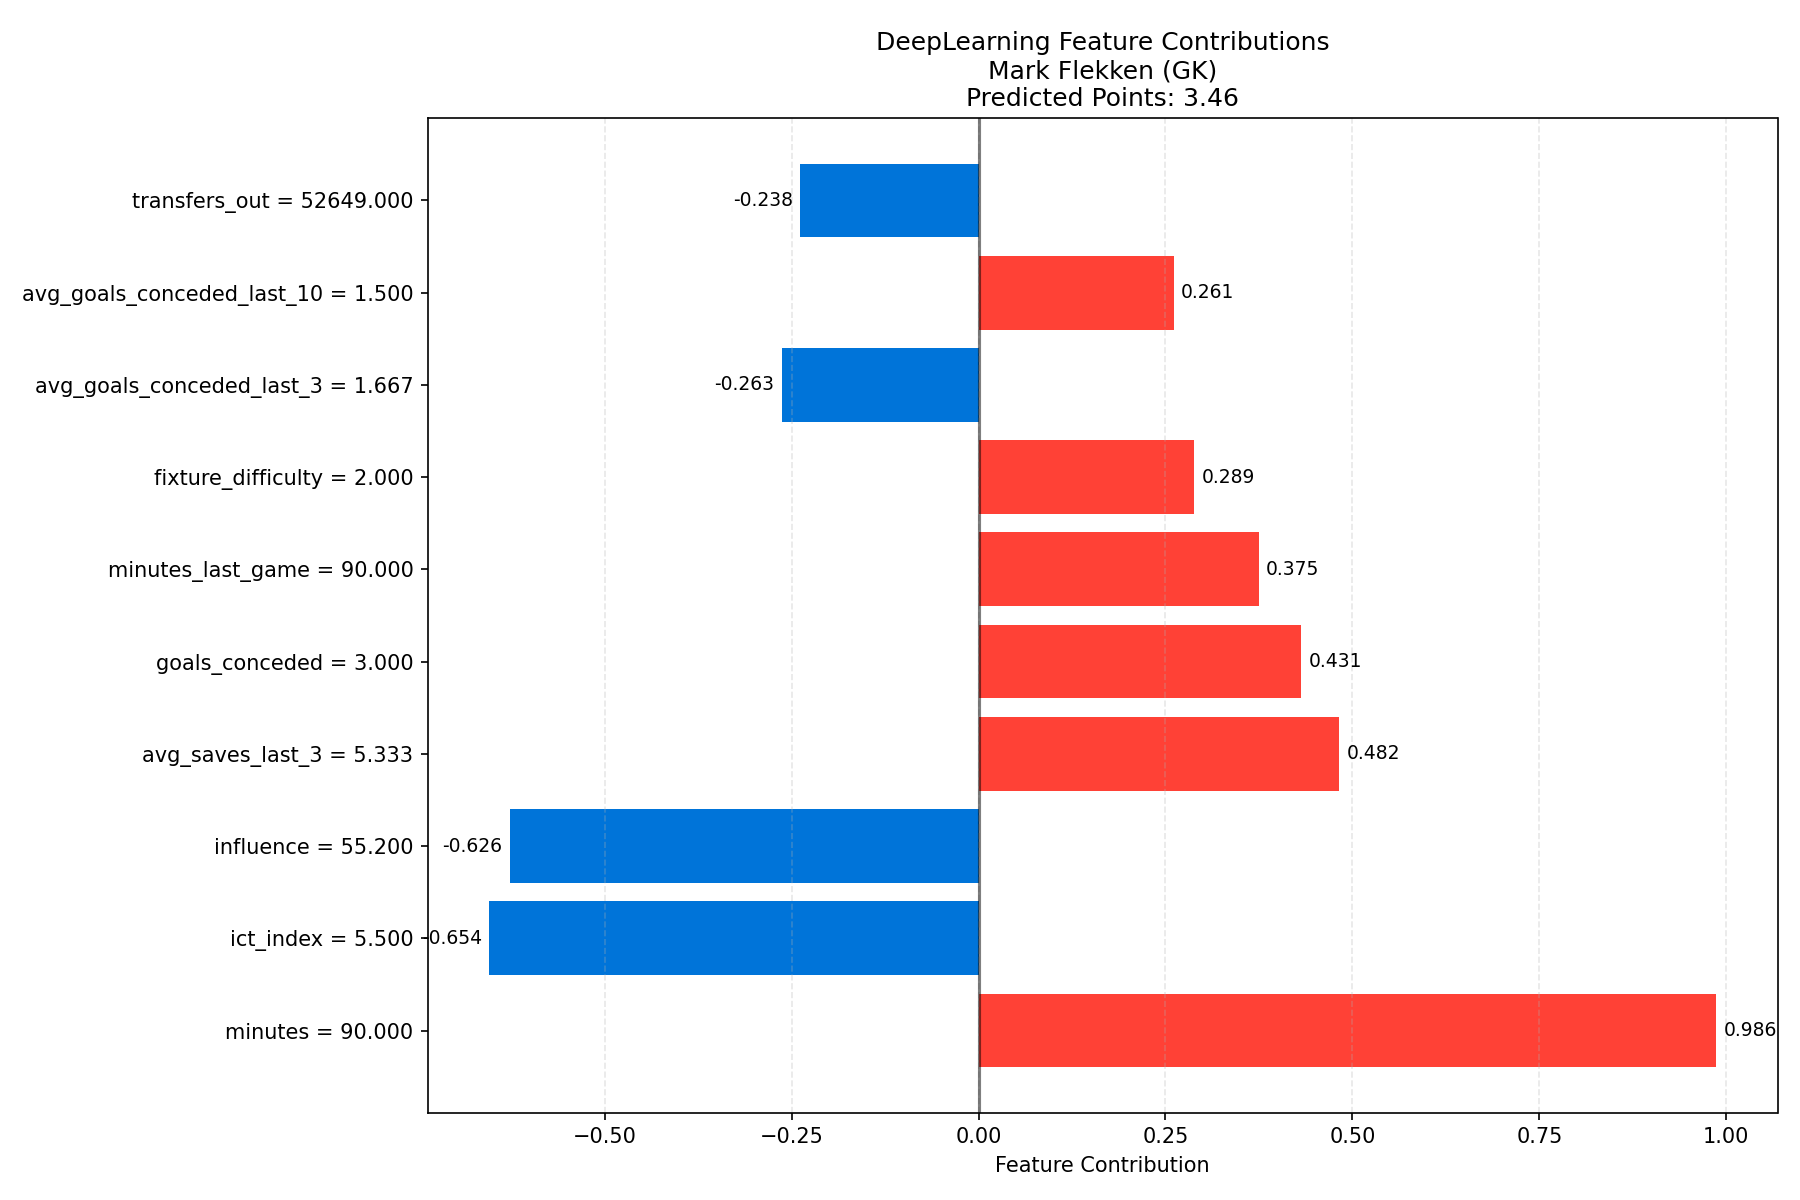 DeepLearning Feature Contributions
Mark Flekken (GK)
Predicted Points: 3.46
transfers_out = 52649.000
-0.238
avg_goals_conceded_last_10 = 1.500
0.261
avg_goals_conceded_last_3 = 1.667
-0.263
fixture_difficulty = 2.000
0.289
minutes_last_game = 90.000
0.375
goals_conceded = 3.000
0.431
avg_saves_last_3 = 5.333
0.482
influence = 55.200
-0.626
ict_index = 5.500
-0.654
minutes = 90.000
0.986
−0.50 −0.25 0.00 0.25 0.50 0.75 1.00
Feature Contribution